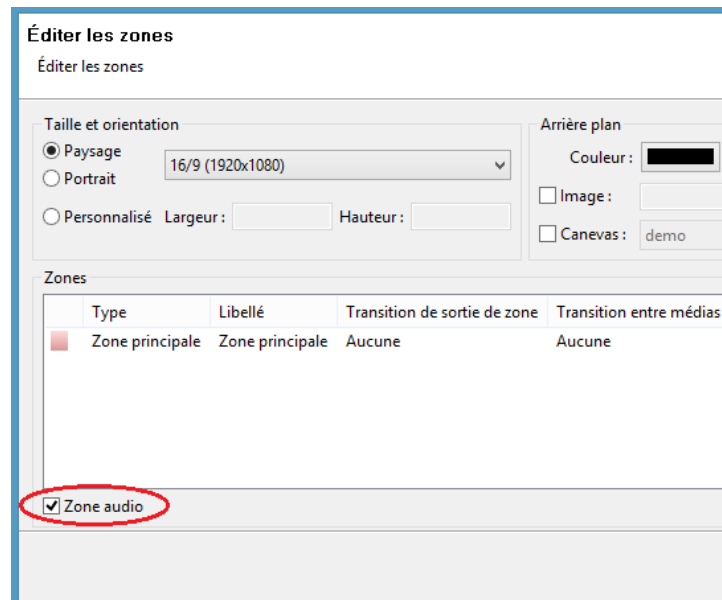 Éditer les zones
Éditer les zones
Taille et orientation
Paysage
16/9 (1920x1080)
Portrait
Personnalisé Largeur : Hauteur :
Arrière plan
Couleur :
Image :
Canevas : demo
Zones
Type Libellé Transition de sortie de zone Transition entre médias
Zone principale Zone principale Aucune Aucune
Zone audio